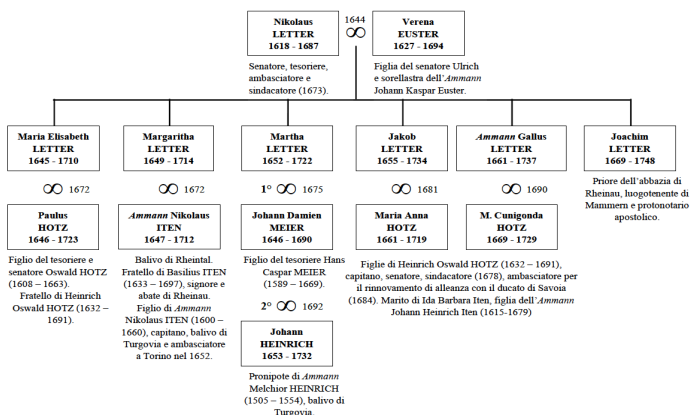 Nikolaus
LETTER
1618 - 1687
1644
Verena
EUSTER
1627 - 1694
Senatore, tesoriere,
ambasciatore e
sindacatore (1673).
Figlia del senatore Ulrich
e sorellastra dell’Ammann
Johann Kaspar Euster.
Maria Elisabeth
LETTER
1645 - 1710
Margaritha
LETTER
1649 - 1714
Martha
LETTER
1652 - 1722
Jakob
LETTER
1655 - 1734
Ammann Gallus
LETTER
1661 - 1737
Joachim
LETTER
1669 - 1748
1672
1672
1° 1675
1681
1690
Priore dell’abbazia di
Rheinau, luogotenente di
Mammern e protonotario
apostolico.
Paulus
HOTZ
1646 - 1723
Ammann Nikolaus
ITEN
1647 - 1712
Johann Damien
MEIER
1646 - 1690
Maria Anna
HOTZ
1661 - 1719
M. Cunigonda
HOTZ
1669 - 1729
Figlio del tesoriere e
senatore Oswald HOTZ
(1608 – 1663).
Fratello di Heinrich
Oswald HOTZ (1632 –
1691).
Balivo di Rheintal.
Fratello di Basilius ITEN
(1633 – 1697), signore e
abate di Rheinau.
Figlio di Ammann
Nikolaus ITEN (1600 –
1660), capitano, balivo di
Turgovia e ambasciatore
a Torino nel 1652.
Figlio del tesoriere Hans
Caspar MEIER
(1589 – 1669).
Figlie di Heinrich Oswald HOTZ (1632 – 1691),
capitano, senatore, sindacatore (1678), ambasciatore per
il rinnovamento di alleanza con il ducato di Savoia
(1684). Marito di Ida Barbara Iten, figlia dell’Ammann
Johann Heinrich Iten (1615-1679)
2° 1692
Johann
HEINRICH
1653 - 1732
Pronipote di Ammann
Melchior HEINRICH
(1505 – 1554), balivo di
Turgovia.